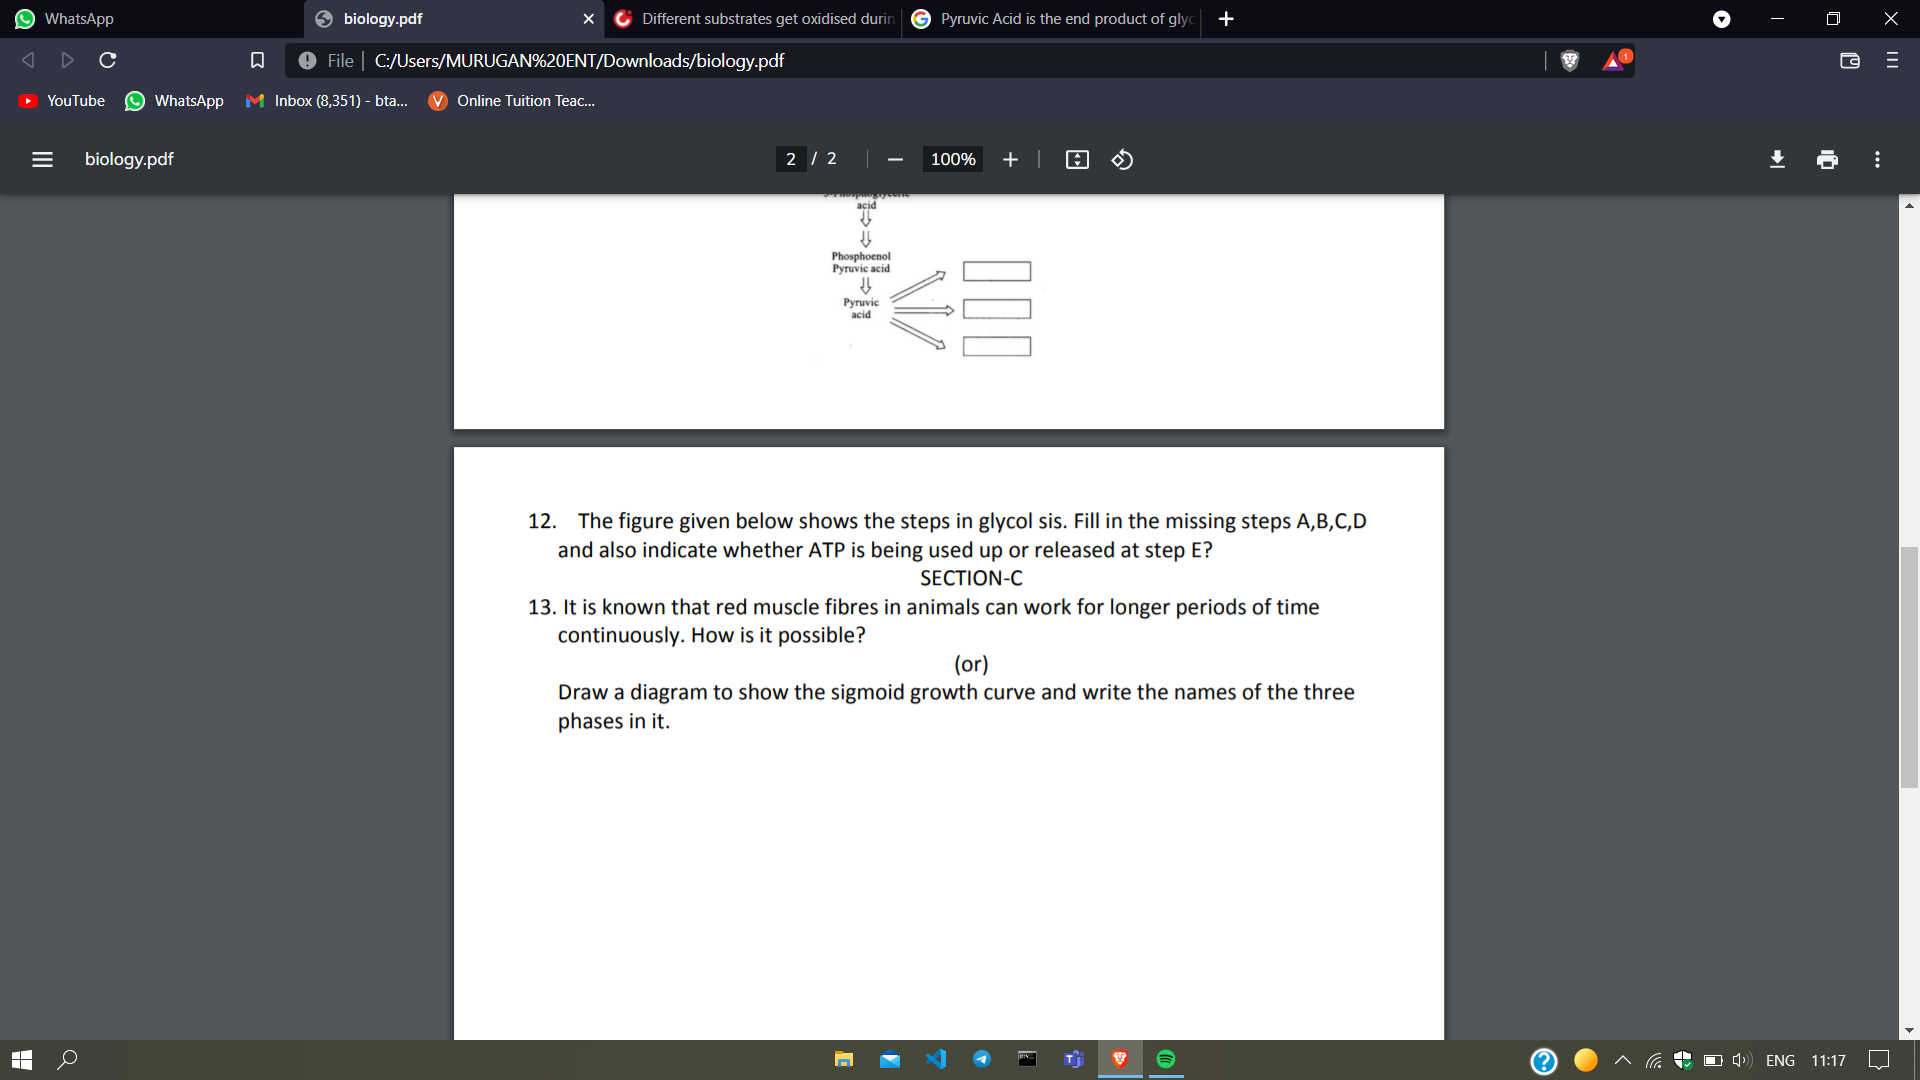 WhatsApp
biology.pdf
Different substrates get oxidised durin
Pyruvic Acid is the end product of glyc
File
C:/Users/MURUGAN%20ENT/Downloads/biology.pdf
1
YouTube
WhatsApp
Inbox (8,351) - bta...
Online Tuition Teac...
biology.pdf
2 / 2
100%
acid
Phosphoenol
Pyruvic acid
Pyruvic
acid
12. The figure given below shows the steps in glycol sis. Fill in the missing steps A,B,C,D
and also indicate whether ATP is being used up or released at step E?
SECTION-C
13. It is known that red muscle fibres in animals can work for longer periods of time
continuously. How is it possible?
(or)
Draw a diagram to show the sigmoid growth curve and write the names of the three
phases in it.
ENG
11:17